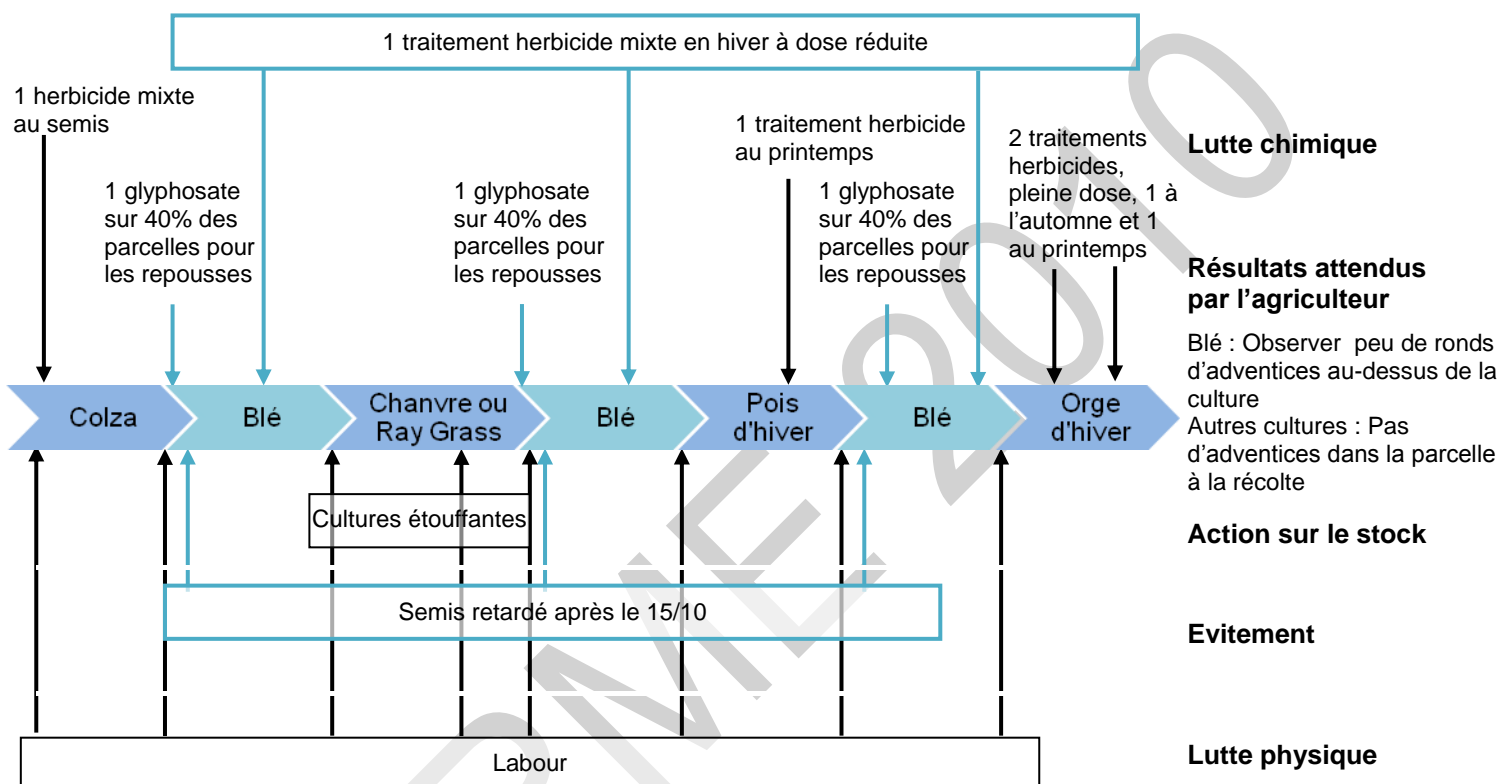 1 traitement herbicide mixte en hiver à dose réduite
1 herbicide mixte
au semis
1 glyphosate
sur 40% des
parcelles pour
les repousses
1 glyphosate
sur 40% des
parcelles pour
les repousses
1 traitement herbicide
au printemps
1 glyphosate
sur 40% des
parcelles pour
les repousses
2 traitements
herbicides,
pleine dose, 1 à
l’automne et 1
au printemps
Lutte chimique
Résultats attendus
par l’agriculteur
Blé : Observer peu de ronds
d’adventices au-dessus de la
culture
Autres cultures : Pas
d’adventices dans la parcelle
à la récolte
Colza
Blé
Chanvre ou
Ray Grass
Blé
Pois
d'hiver
Blé
Orge
d'hiver
Cultures étouffantes
Action sur le stock
Semis retardé après le 15/10
Evitement
Labour
Lutte physique
PME 2010